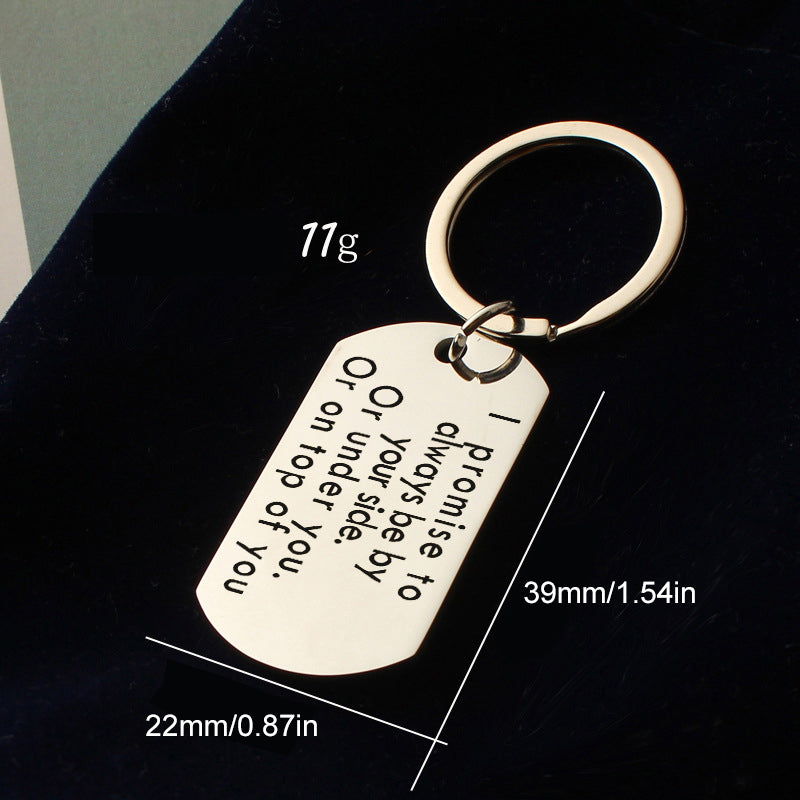 11g
I promise to
always be by
your side.
Or under you.
Or on top of you
39mm/1.54in
22mm/0.87in